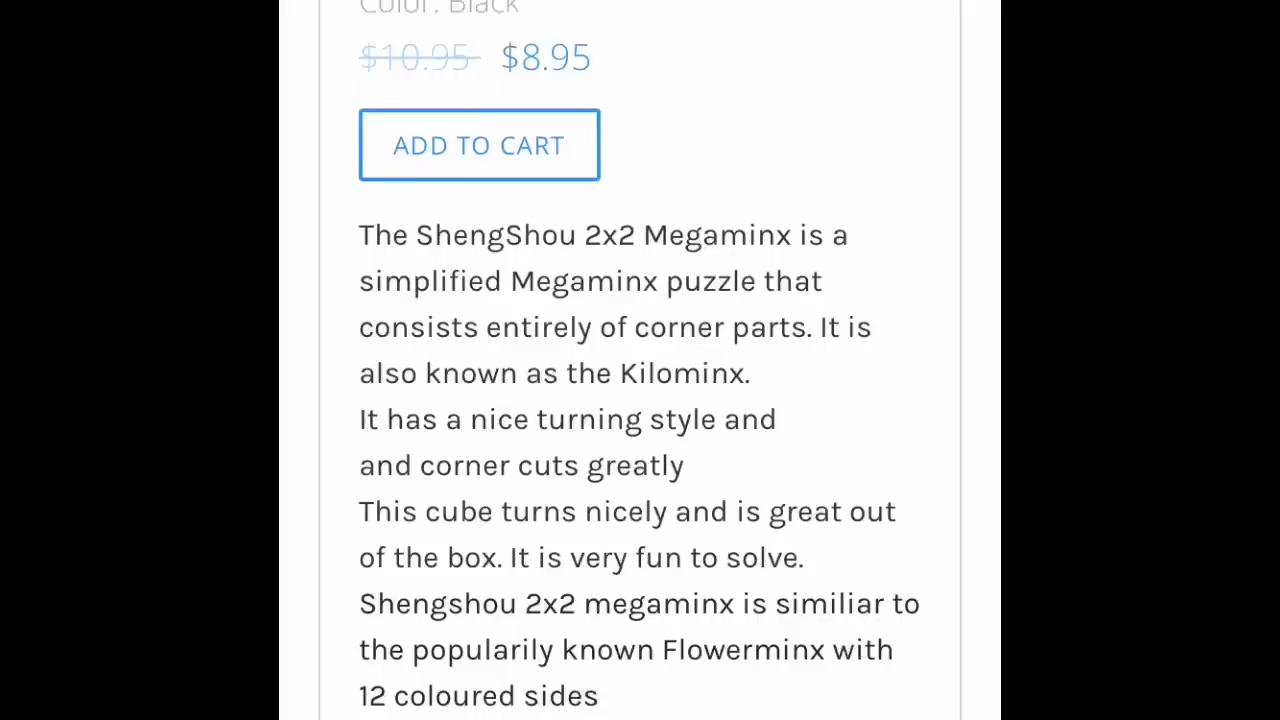 Color: Black
$10.95 $8.95
ADD TO CART
The ShengShou 2x2 Megaminx is a
simplified Megaminx puzzle that
consists entirely of corner parts. It is
also known as the Kilominx.
It has a nice turning style and
and corner cuts greatly
This cube turns nicely and is great out
of the box. It is very fun to solve.
Shengshou 2x2 megaminx is similiar to
the popularily known Flowerminx with
12 coloured sides